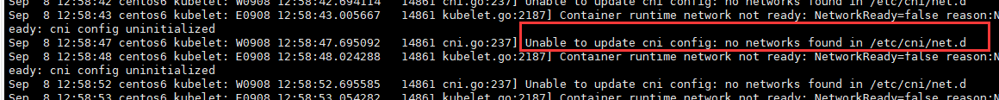 Sep  8 12:58:42 centos6 kubelet: W0908 12:58:42.694114   14861 cni.go:237] Unable to update cni config: no networks found in /etc/cni/net.d
Sep  8 12:58:43 centos6 kubelet: E0908 12:58:43.005667   14861 kubelet.go:2187] Container runtime network not ready: NetworkReady=false reason:N
eady: cni config uninitialized
Sep  8 12:58:47 centos6 kubelet: W0908 12:58:47.695092   14861 cni.go:237] Unable to update cni config: no networks found in /etc/cni/net.d
Sep  8 12:58:48 centos6 kubelet: E0908 12:58:48.024288   14861 kubelet.go:2187] Container runtime network not ready: NetworkReady=false reason:N
eady: cni config uninitialized
Sep  8 12:58:52 centos6 kubelet: W0908 12:58:52.695585   14861 cni.go:237] Unable to update cni config: no networks found in /etc/cni/net.d
Sep  8 12:58:53 centos6 kubelet: E0908 12:58:53.054282   14861 kubelet.go:2187] Container runtime network not ready: NetworkReady=false reason:N